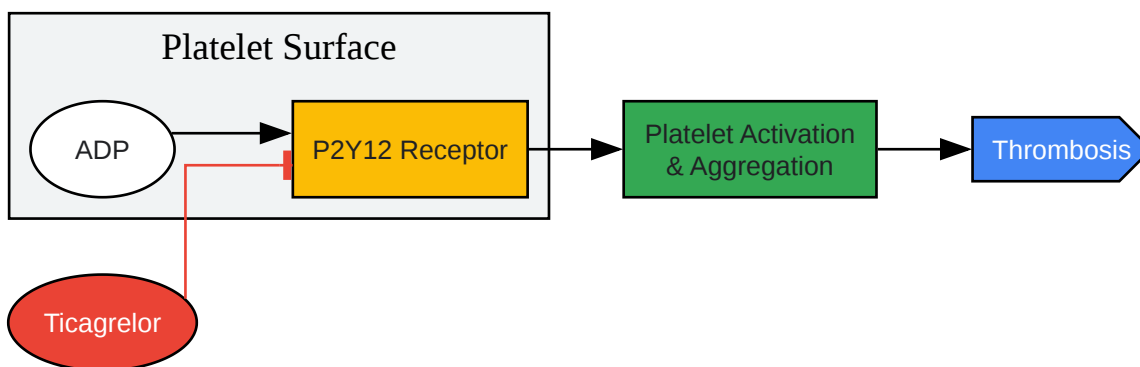 Platelet Surface
ADP
P2Y12 Receptor
Platelet Activation
& Aggregation
Thrombosis
Ticagrelor